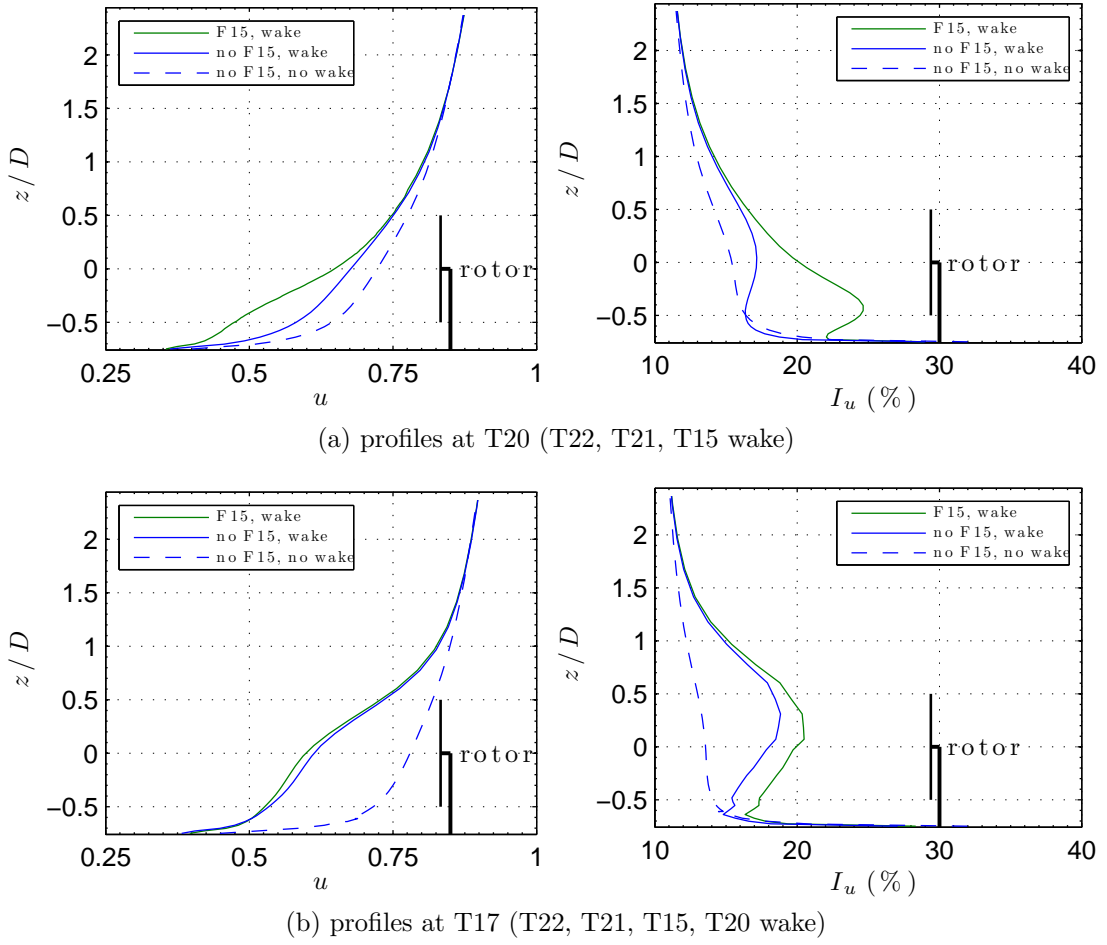 F15, wake
no F15, wake
no F15, no wake
2
1.5
1
0.5
0
−0.5
z/D
rotor
0.25
0.5
0.75
1
u
F15, wake
no F15, wake
no F15, no wake
2
1.5
1
0.5
0
−0.5
z/D
rotor
10
20
30
40
I_u (%)
(a) profiles at T20 (T22, T21, T15 wake)
F15, wake
no F15, wake
no F15, no wake
2
1.5
1
0.5
0
−0.5
z/D
rotor
0.25
0.5
0.75
1
u
F15, wake
no F15, wake
no F15, no wake
2
1.5
1
0.5
0
−0.5
z/D
rotor
10
20
30
40
I_u (%)
(b) profiles at T17 (T22, T21, T15, T20 wake)